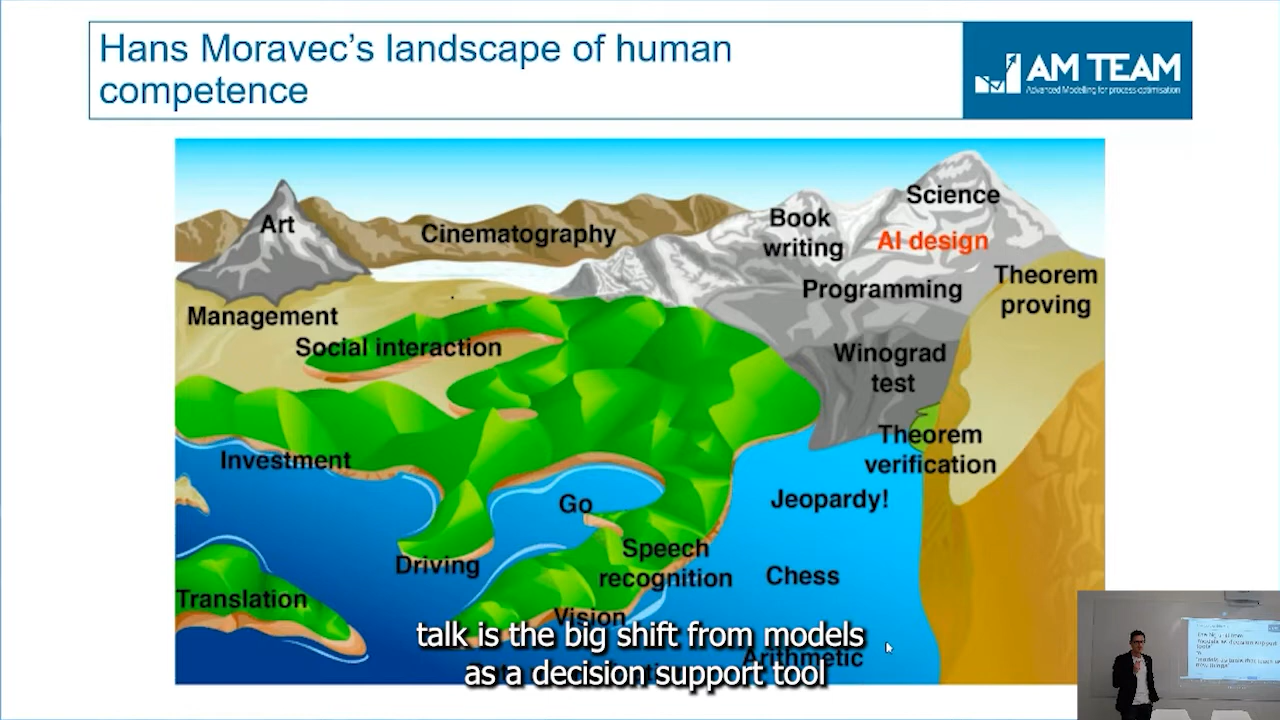 Hans Moravec's landscape of human
competence
AM TEAM
Advanced Modelling for process optimisation
Art
Cinematography
Book
writing
Science
AI design
Programming
Theorem
proving
Management
Social interaction
Winograd
test
Theorem
verification
Investment
Go
Jeopardy!
Driving
Speech
recognition
Chess
Translation
Vision
Arithmetic
talk is the big shift from models
as a decision support tool